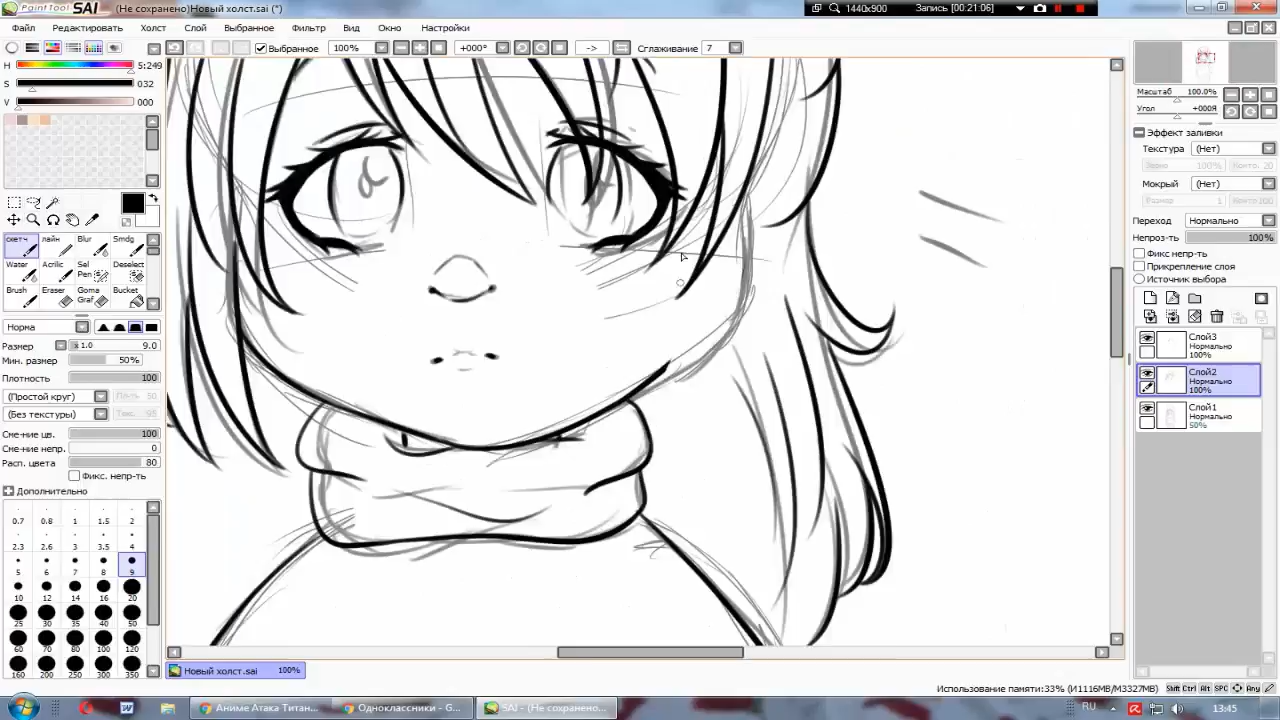 PaintTool SAI (Не сохранено)Новый холст.sai (*)
1440x900 Запись [00:21:06]
Файл Редактировать Холст Слой Выбранное Фильтр Вид Окно Настройки
Выбранное 100% +000° -> Сглаживание 7
H 5:249
S 032
V 000
скетч лайн Blur Smdg
Water Acrilic Sel Pen Deselect
Brush Eraser Goma Graf Bucket
Норма
Размер x 1.0 9.0
Мин. размер 50%
Плотность 100
(Простой круг)
(Без текстуры)
Сме-ние цв. 100
Сме-ние непр. 0
Расп. цвета 80
Фикс. непр-ть
Дополнительно
0.7 0.8 1 1.5 2
2.3 2.6 3 3.5 4
5 6 7 8 9
10 12 14 16 20
25 30 35 40 50
60 70 80 100 120
160 200 250 300 350
Масштаб 100.0%
Угол +000Я
Эффект заливки
Текстура (Нет)
Мокрый (Нет)
Переход Нормально
Непроз-ть 100%
Фикс непр-ть
Прикрепление слоя
Источник выбора
Слой3
Нормально
100%
Слой2
Нормально
100%
Слой1
Нормально
50%
Новый холст.sai 100%
Использование памяти:33% (И1116MB/М3327MB) Shift Ctrl Alt SPC Any
Аниме Атака Титан... Одноклассники - G... SAI - (Не сохранено... RU 13:45